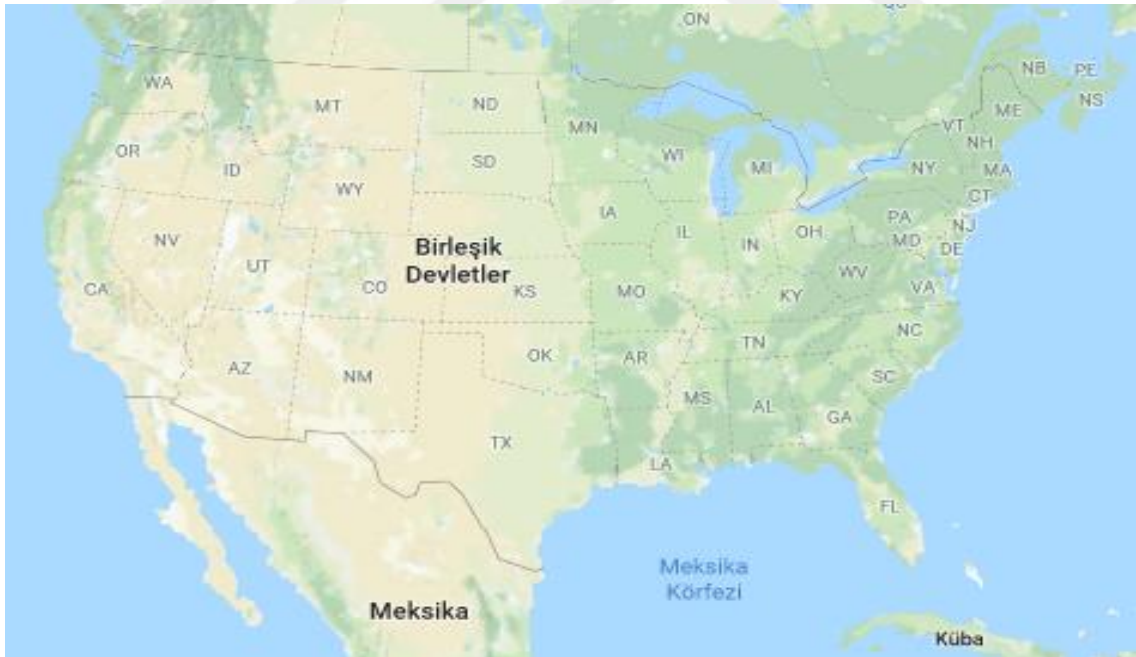 ON
NB
PE
WA
MT
ND
ME
NS
MN
VT
OR
NH
WI
SD
MI
NY
ID
MA
WY
CT
IA
PA
NJ
IL
OH
NV
IN
MD
DE
Birleşik
Devletler
UT
WV
CA
CO
KS
MO
KY
VA
NC
TN
OK
AR
AZ
NM
SC
MS
AL
GA
TX
LA
FL
Meksika
Körfezi
Meksika
Küba